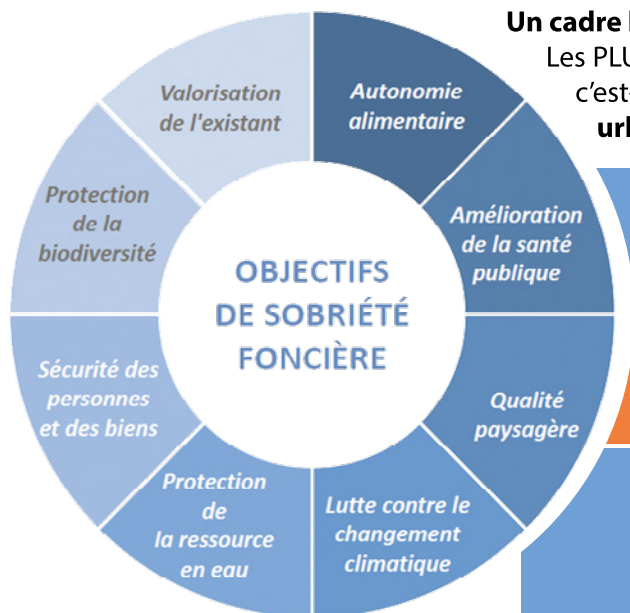 Un cadre
Les PLU
c'est-
Valorisation
de l'existant
Autonomie
alimentaire
Protection
de la
biodiversité
Amélioration
de la santé
publique
OBJECTIFS
DE SOBRIÉTÉ
FONCIÈRE
Sécurité des
personnes
et des biens
Qualité
paysagère
Protection
de
la ressource
en eau
Lutte contre le
changement
climatique